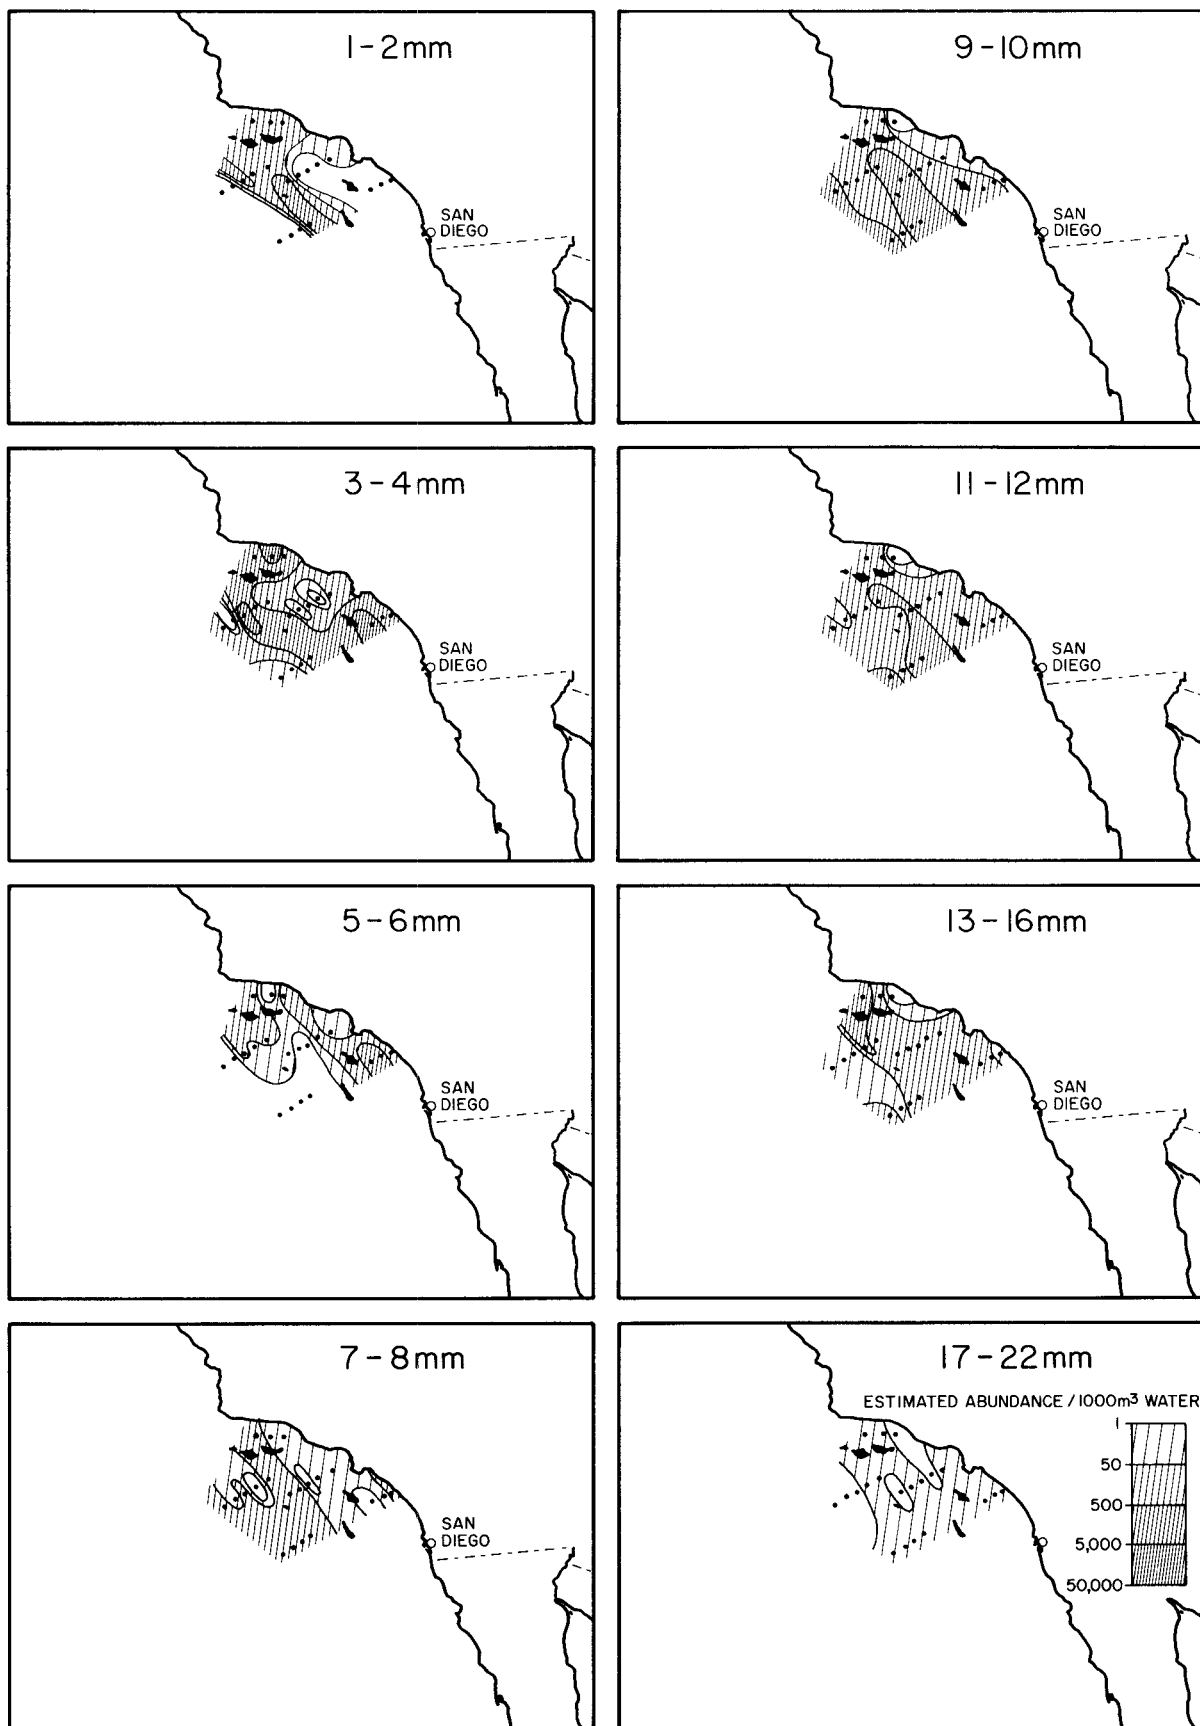 1-2mm
SAN
DIEGO
9-10mm
SAN
DIEGO
3-4mm
SAN
DIEGO
11-12mm
SAN
DIEGO
5-6mm
SAN
DIEGO
13-16mm
SAN
DIEGO
7-8mm
SAN
DIEGO
17-22mm
ESTIMATED ABUNDANCE / 1000m³ WATER
1
50
500
5,000
50,000